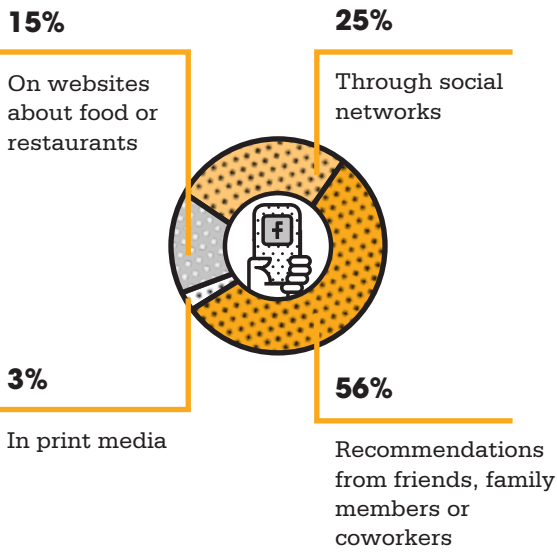 15%
On websites
about food or
restaurants
25%
Through social
networks
f
3%
In print media
56%
Recommendations
from friends, family
members or
coworkers